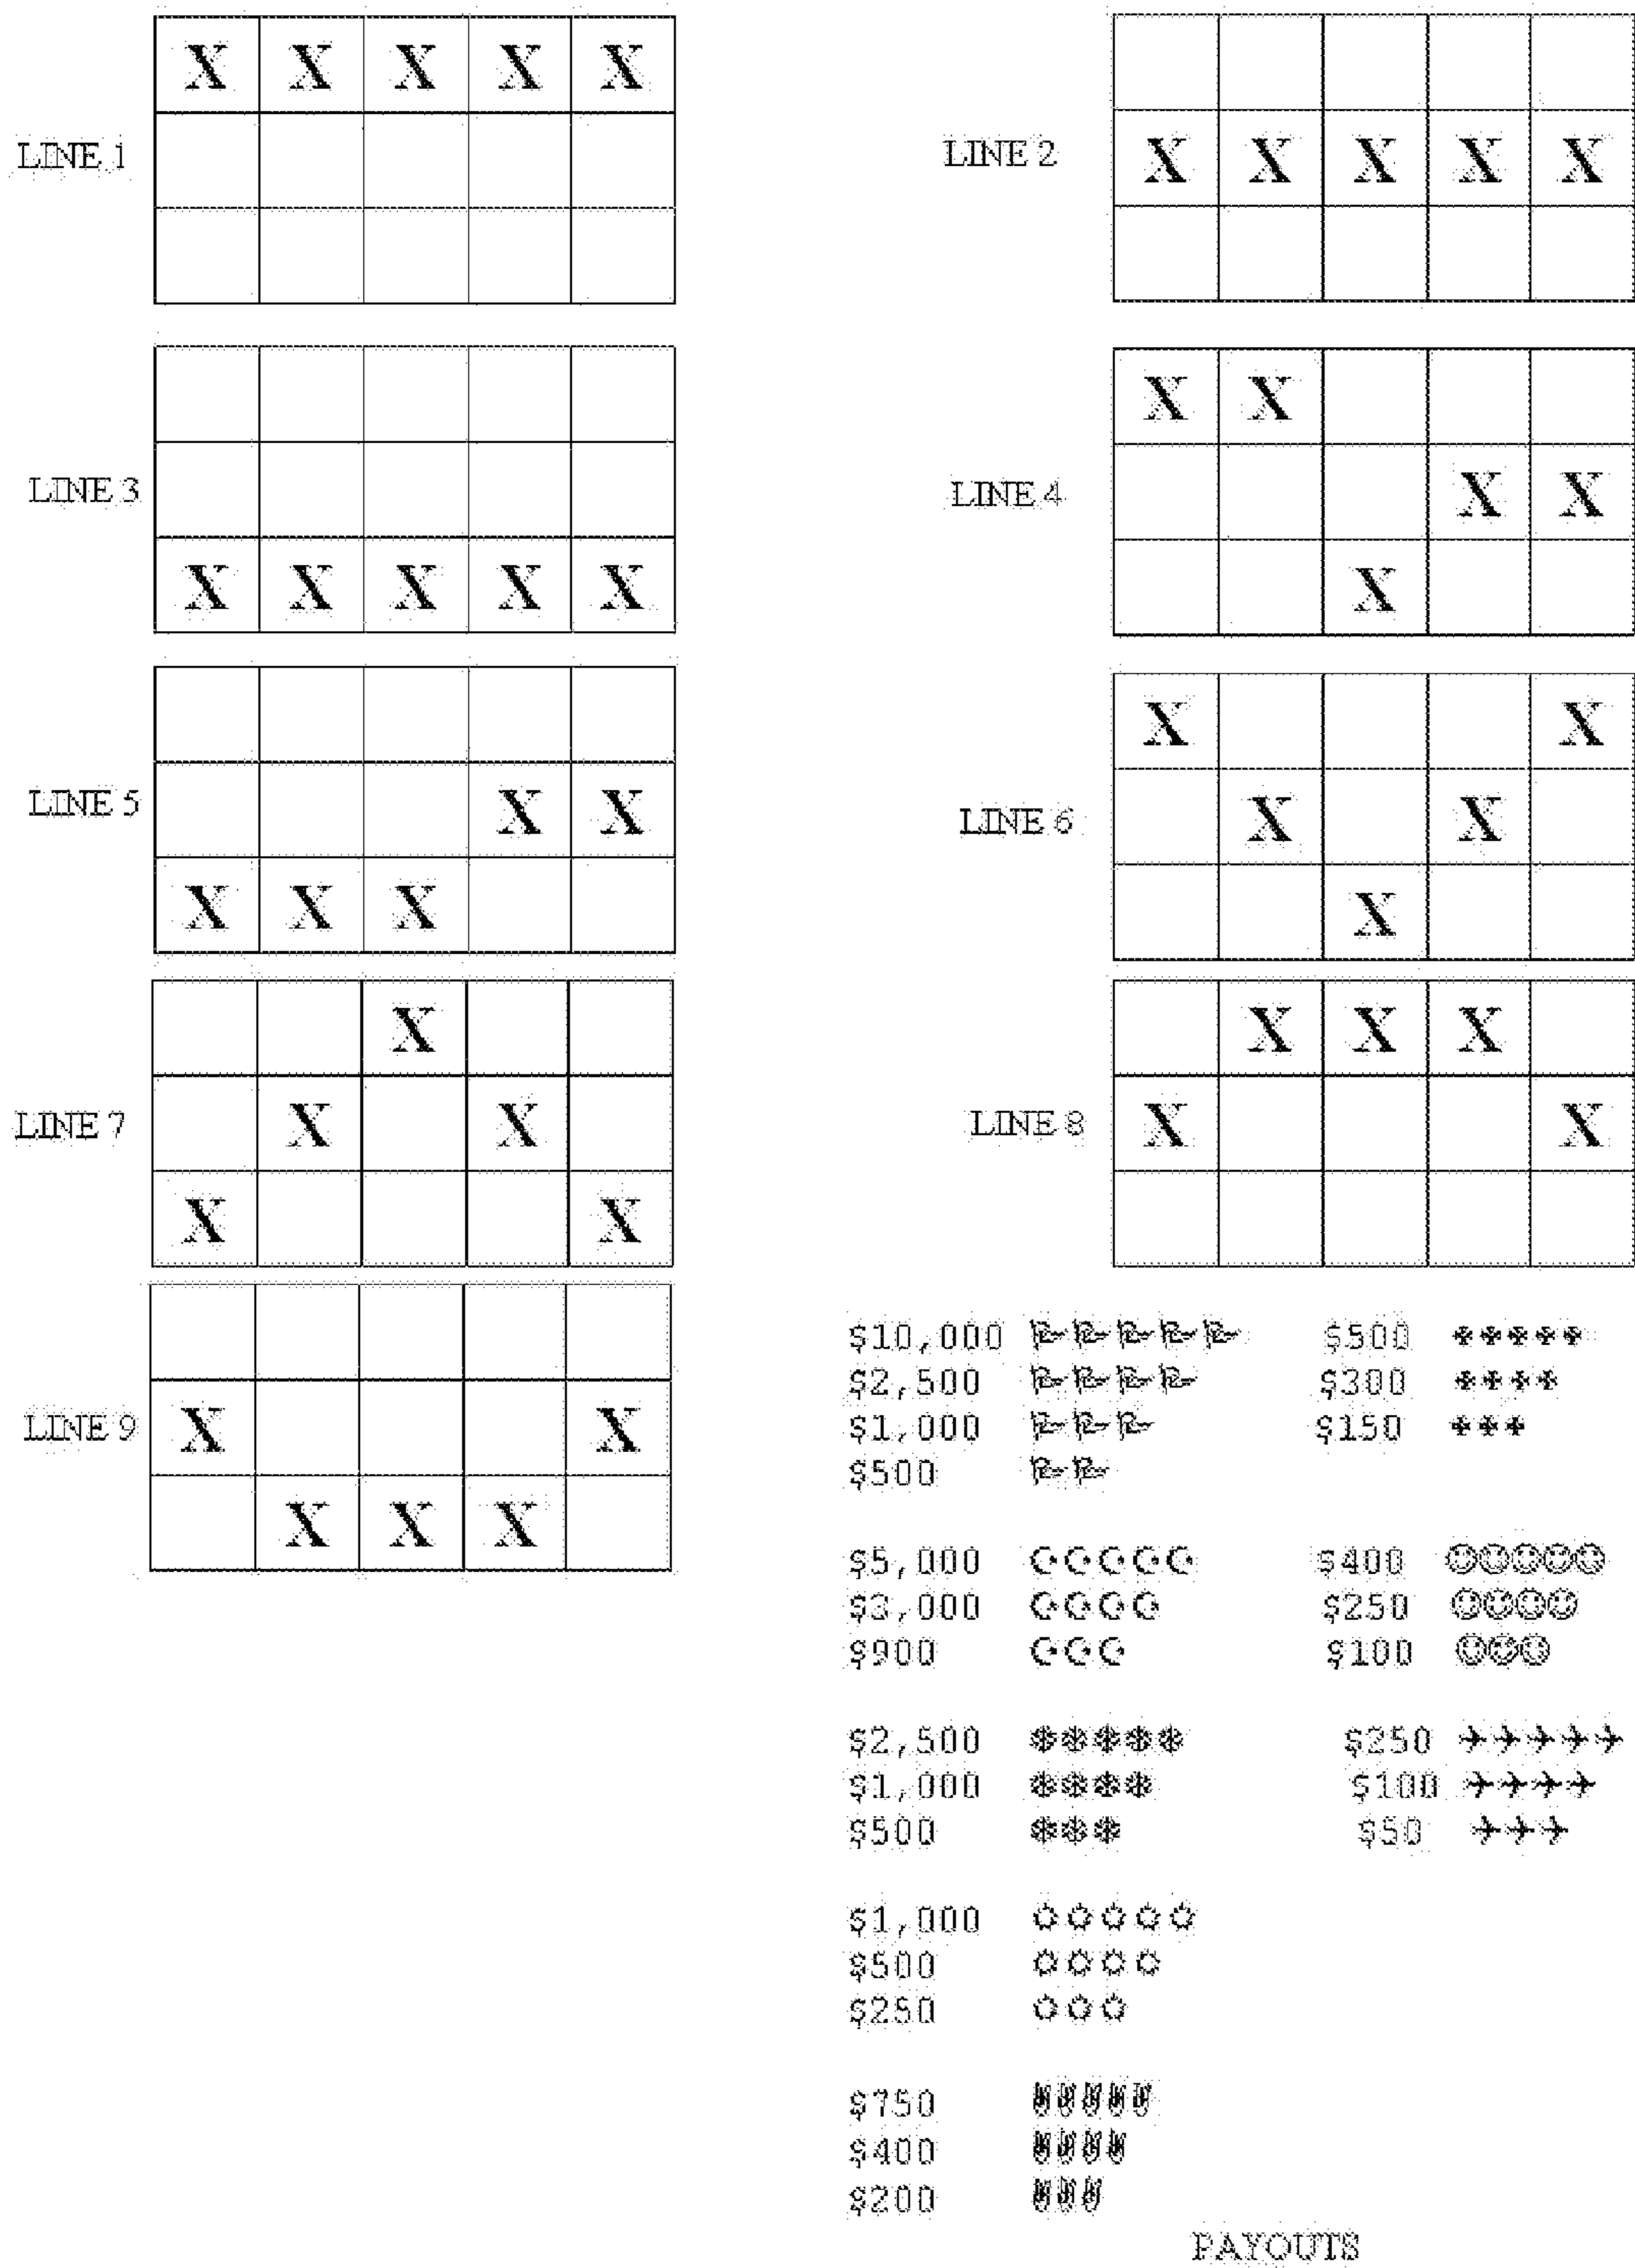 X X X X X
LINE 1
LINE 2
X X X X X
LINE 3
X X X X X
X X
LINE 4
X X
X
LINE 5
X X
X X X
X X
LINE 6
X X
X
X
LINE 7
X X
X X
X X X
LINE 8
X X
LINE 9
X X
X X X
$10,000
$2,500
$1,000
$500
$500
$300
$150
$5,000
$3,000
$900
$400
$250
$100
$2,500
$1,000
$500
$250
$100
$50
$1,000
$500
$250
$750
$400
$200
PAYOUTS